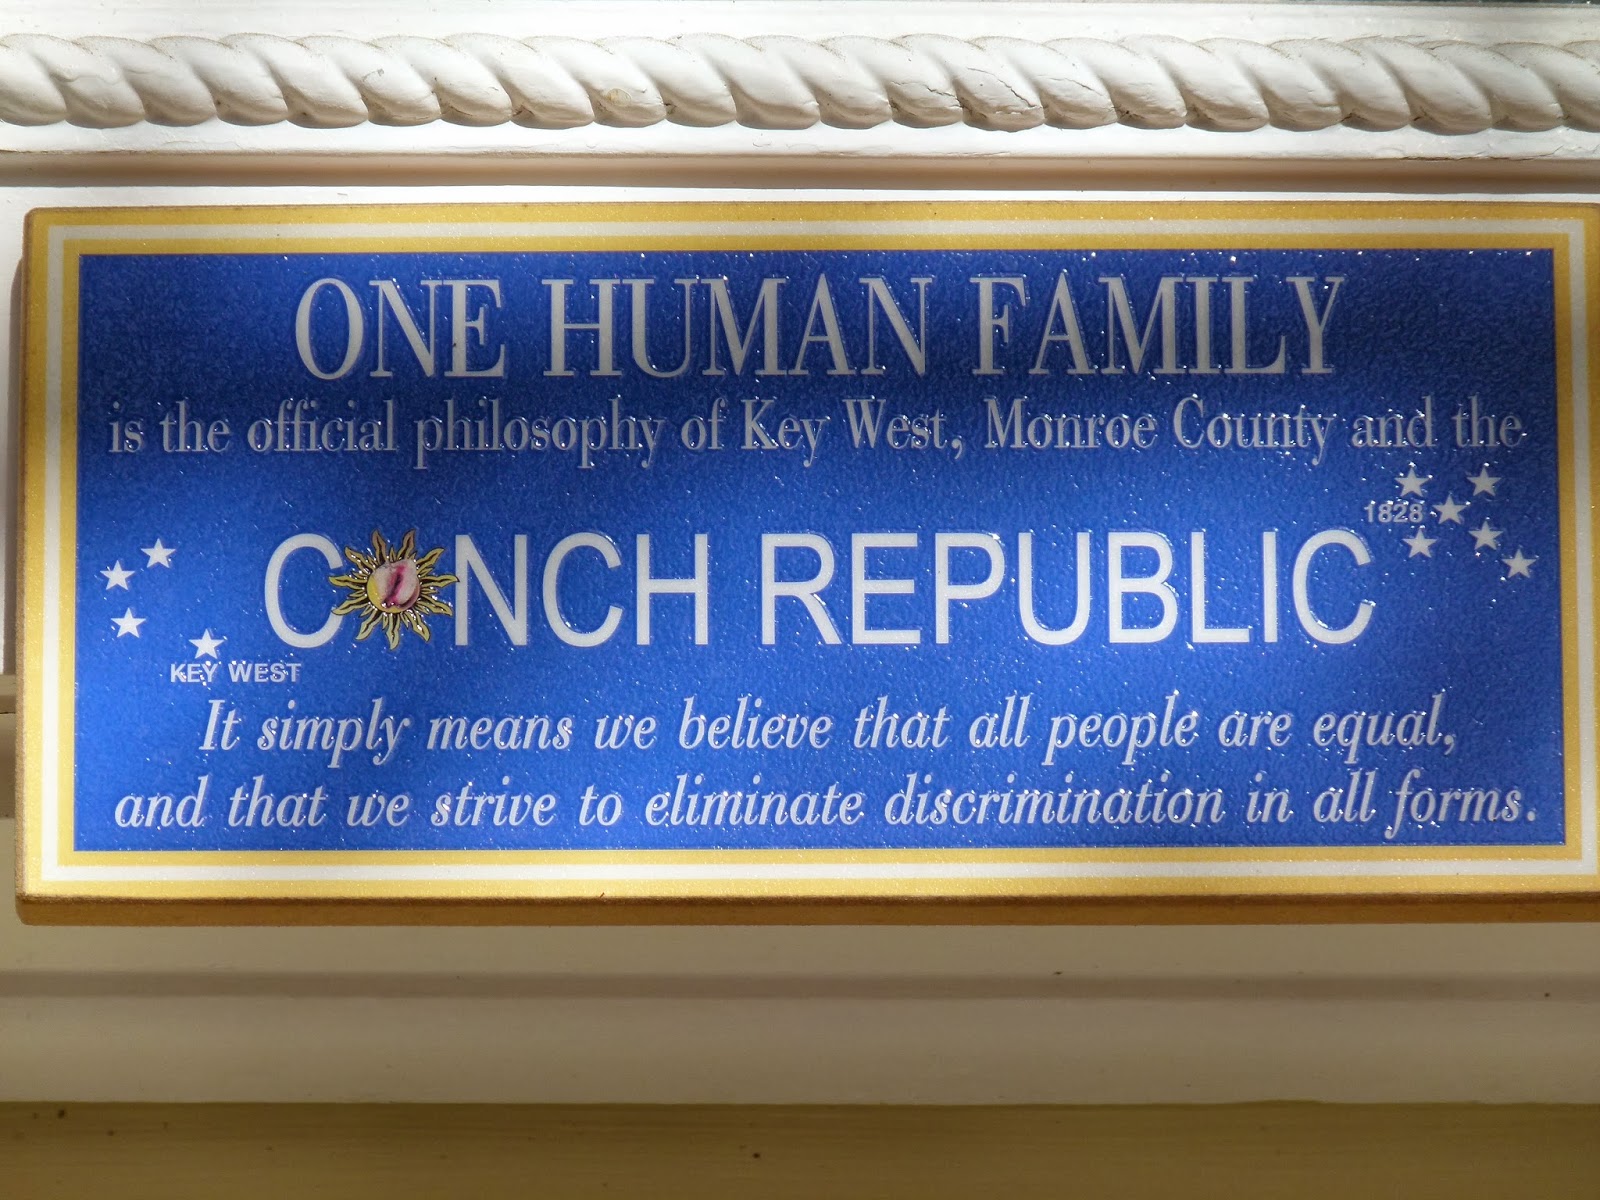 ONE HUMAN FAMILY
is the official philosophy of Key West, Monroe County and the
1828
CONCH REPUBLIC
KEY WEST
It simply means we believe that all people are equal,
and that we strive to eliminate discrimination in all forms.